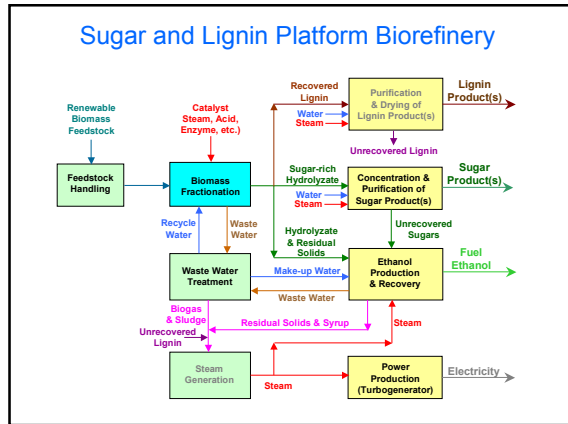 Sugar and Lignin Platform Biorefinery
Renewable
Biomass
Feedstock
Catalyst
Steam, Acid,
Enzyme, etc.)
Recovered
Lignin
Water
Steam
Purification
& Drying of
Lignin Product(s)
Lignin
Product(s)
Unrecovered Lignin
Feedstock
Handling
Biomass
Fractionation
Sugar-rich
Hydrolyzate
Water
Steam
Concentration &
Purification of
Sugar Product(s)
Sugar
Product(s)
Recycle
Water
Waste
Water
Hydrolyzate
& Residual
Solids
Unrecovered
Sugars
Waste Water
Treatment
Make-up Water
Waste Water
Ethanol
Production
& Recovery
Fuel
Ethanol
Biogas
& Sludge
Unrecovered
Lignin
Residual Solids & Syrup
Steam
Steam
Generation
Steam
Power
Production
(Turbogenerator)
Electricity